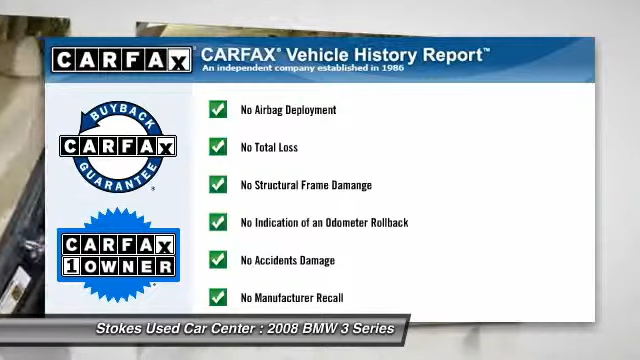 CARFAX
CARFAX® Vehicle History Report™
An independent company established in 1986
BUYBACK
CARFAX
GUARANTEE
*
CARFAX
1 OWNER
No Airbag Deployment
No Total Loss
No Structural Frame Damange
No Indication of an Odometer Rollback
No Accidents Damage
No Manufacturer Recall
Stokes Used Car Center : 2008 BMW 3 Series